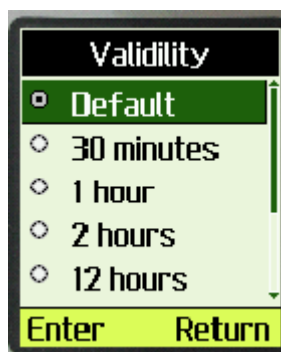 Validility
Default
30 minutes
1 hour
2 hours
12 hours
Enter Return